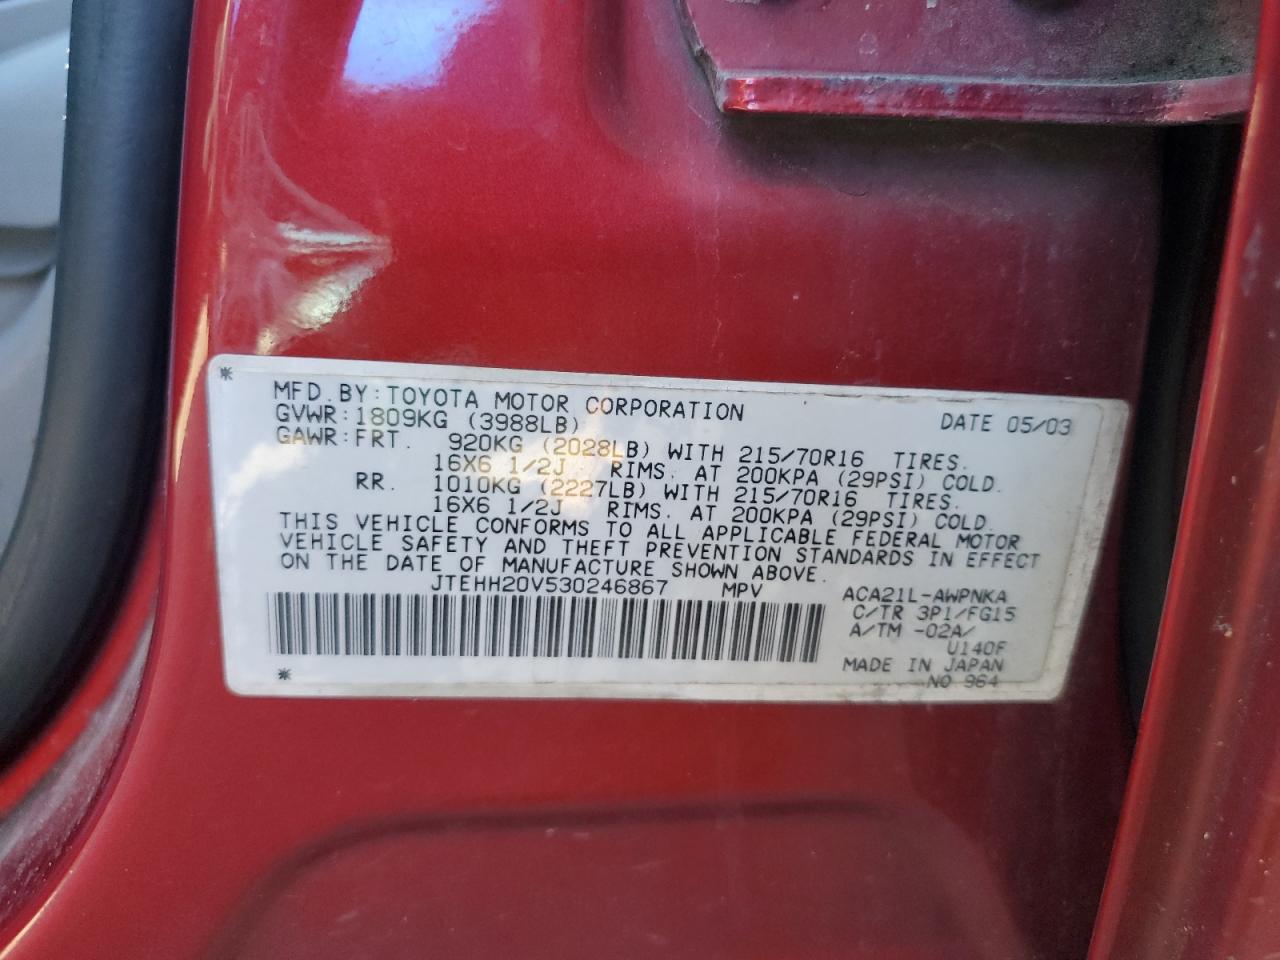 *
MFD. BY: TOYOTA MOTOR CORPORATION DATE 05/03
GVWR: 1809KG (3988LB)
GAWR: FRT. 920KG (2028LB) WITH 215/70R16 TIRES.
16X6 1/2J RIMS. AT 200KPA (29PSI) COLD.
RR. 1010KG (2227LB) WITH 215/70R16 TIRES.
16X6 1/2J RIMS. AT 200KPA (29PSI) COLD.
THIS VEHICLE CONFORMS TO ALL APPLICABLE FEDERAL MOTOR
VEHICLE SAFETY AND THEFT PREVENTION STANDARDS IN EFFECT
ON THE DATE OF MANUFACTURE SHOWN ABOVE.
JTEHH20V530246867 MPV ACA21L-AWPNKA
C/TR 3P1/FG15
A/TM -02A/
U140F
MADE IN JAPAN
* NO 964